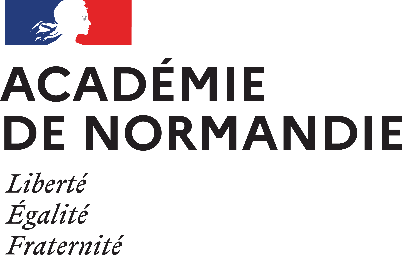 ACADÉMIE
DE NORMANDIE
Liberté
Égalité
Fraternité